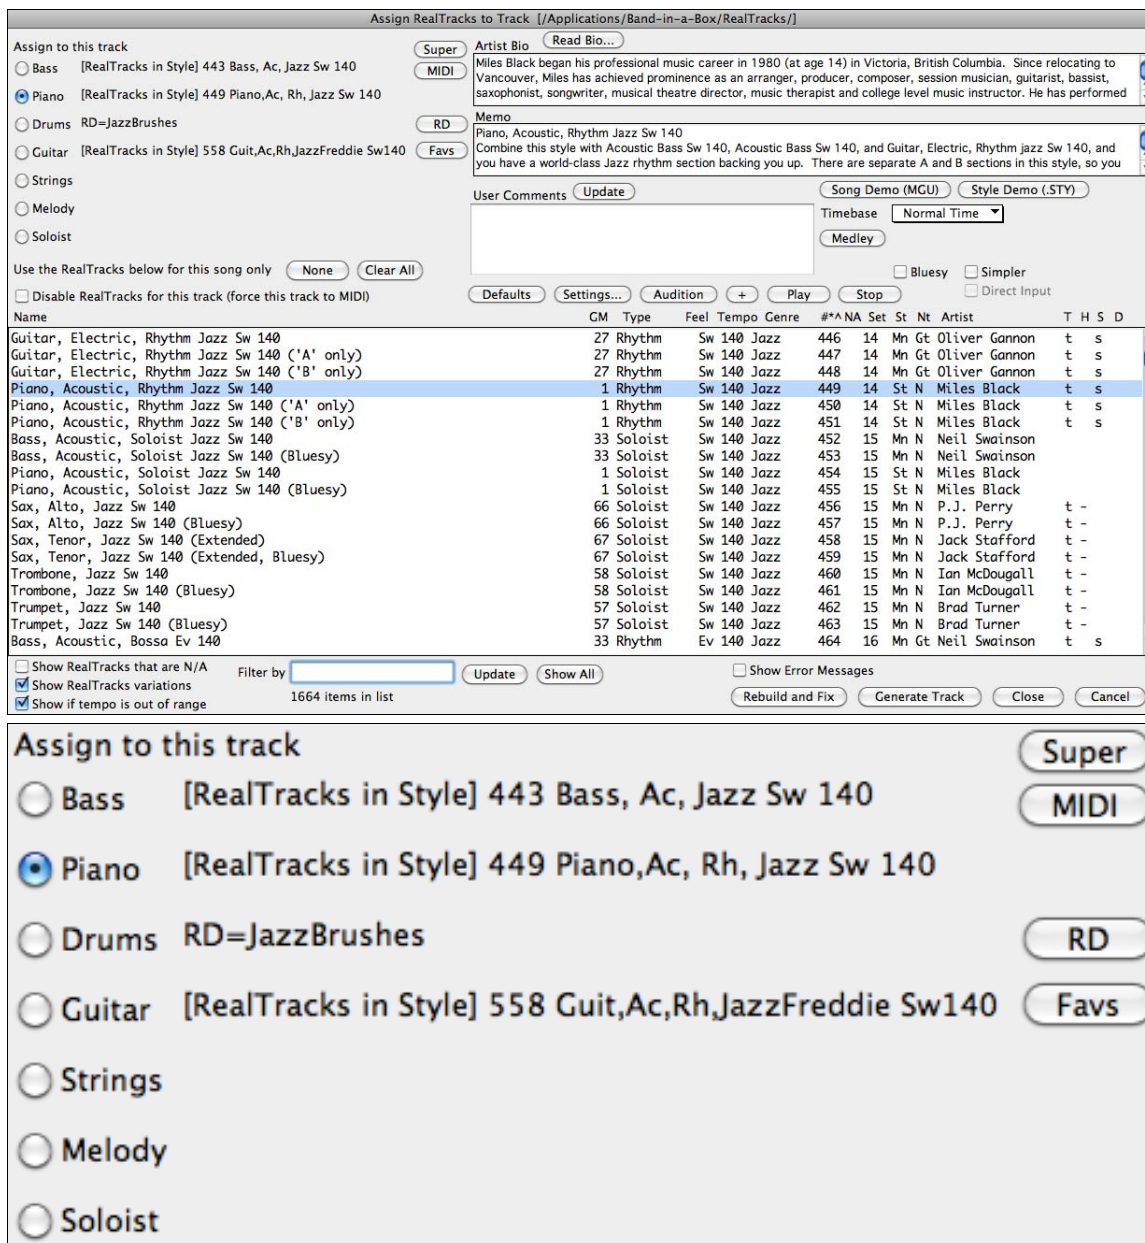 Assign RealTracks to Track [/Applications/Band-in-a-Box/RealTracks/]
Assign to this track
Super
Bass [RealTracks in Style] 443 Bass, Ac, Jazz Sw 140
MIDI
Piano [RealTracks in Style] 449 Piano,Ac, Rh, Jazz Sw 140
Drums RD=JazzBrushes
RD
Guitar [RealTracks in Style] 558 Guit,Ac,Rh,JazzFreddie Sw140
Favs
Strings
Melody
Soloist
Use the RealTracks below for this song only None Clear All
Disable RealTracks for this track (force this track to MIDI)
Artist Bio Read Bio...
Miles Black began his professional music career in 1980 (at age 14) in Victoria, British Columbia. Since relocating to
Vancouver, Miles has achieved prominence as an arranger, producer, composer, session musician, guitarist, bassist,
saxophonist, songwriter, musical theatre director, music therapist and college level music instructor. He has performed
Memo
Piano, Acoustic, Rhythm Jazz Sw 140
Combine this style with Acoustic Bass Sw 140, Acoustic Bass Sw 140, and Guitar, Electric, Rhythm jazz Sw 140, and
you have a world-class Jazz rhythm section backing you up. There are separate A and B sections in this style, so you
User Comments Update
Song Demo (MGU) Style Demo (.STY)
Timebase Normal Time
Medley
Bluesy Simpler
Direct Input
Defaults Settings... Audition + Play Stop
Name GM Type Feel Tempo Genre #*^ NA Set St Nt Artist T H S D
Guitar, Electric, Rhythm Jazz Sw 140 27 Rhythm Sw 140 Jazz 446 14 Mn Gt Oliver Gannon t s
Guitar, Electric, Rhythm Jazz Sw 140 ('A' only) 27 Rhythm Sw 140 Jazz 447 14 Mn Gt Oliver Gannon t s
Guitar, Electric, Rhythm Jazz Sw 140 ('B' only) 27 Rhythm Sw 140 Jazz 448 14 Mn Gt Oliver Gannon t s
Piano, Acoustic, Rhythm Jazz Sw 140 1 Rhythm Sw 140 Jazz 449 14 St N Miles Black t s
Piano, Acoustic, Rhythm Jazz Sw 140 ('A' only) 1 Rhythm Sw 140 Jazz 450 14 St N Miles Black t s
Piano, Acoustic, Rhythm Jazz Sw 140 ('B' only) 1 Rhythm Sw 140 Jazz 451 14 St N Miles Black t s
Bass, Acoustic, Soloist Jazz Sw 140 33 Soloist Sw 140 Jazz 452 15 Mn N Neil Swainson
Bass, Acoustic, Soloist Jazz Sw 140 (Bluesy) 33 Soloist Sw 140 Jazz 453 15 Mn N Neil Swainson
Piano, Acoustic, Soloist Jazz Sw 140 1 Soloist Sw 140 Jazz 454 15 St N Miles Black
Piano, Acoustic, Soloist Jazz Sw 140 (Bluesy) 1 Soloist Sw 140 Jazz 455 15 St N Miles Black
Sax, Alto, Jazz Sw 140 66 Soloist Sw 140 Jazz 456 15 Mn N P.J. Perry t -
Sax, Alto, Jazz Sw 140 (Bluesy) 66 Soloist Sw 140 Jazz 457 15 Mn N P.J. Perry t -
Sax, Tenor, Jazz Sw 140 (Extended) 67 Soloist Sw 140 Jazz 458 15 Mn N Jack Stafford t -
Sax, Tenor, Jazz Sw 140 (Extended, Bluesy) 67 Soloist Sw 140 Jazz 459 15 Mn N Jack Stafford t -
Trombone, Jazz Sw 140 58 Soloist Sw 140 Jazz 460 15 Mn N Ian McDougall t -
Trombone, Jazz Sw 140 (Bluesy) 58 Soloist Sw 140 Jazz 461 15 Mn N Ian McDougall t -
Trumpet, Jazz Sw 140 57 Soloist Sw 140 Jazz 462 15 Mn N Brad Turner t -
Trumpet, Jazz Sw 140 (Bluesy) 57 Soloist Sw 140 Jazz 463 15 Mn N Brad Turner t -
Bass, Acoustic, Bossa Ev 140 33 Rhythm Ev 140 Jazz 464 16 Mn Gt Neil Swainson t s
Show RealTracks that are N/A
Show RealTracks variations
Show if tempo is out of range
Filter by Update Show All
1664 items in list
Show Error Messages
Rebuild and Fix Generate Track Close Cancel
Assign to this track
Super
Bass [RealTracks in Style] 443 Bass, Ac, Jazz Sw 140
MIDI
Piano [RealTracks in Style] 449 Piano,Ac, Rh, Jazz Sw 140
Drums RD=JazzBrushes
RD
Guitar [RealTracks in Style] 558 Guit,Ac,Rh,JazzFreddie Sw140
Favs
Strings
Melody
Soloist